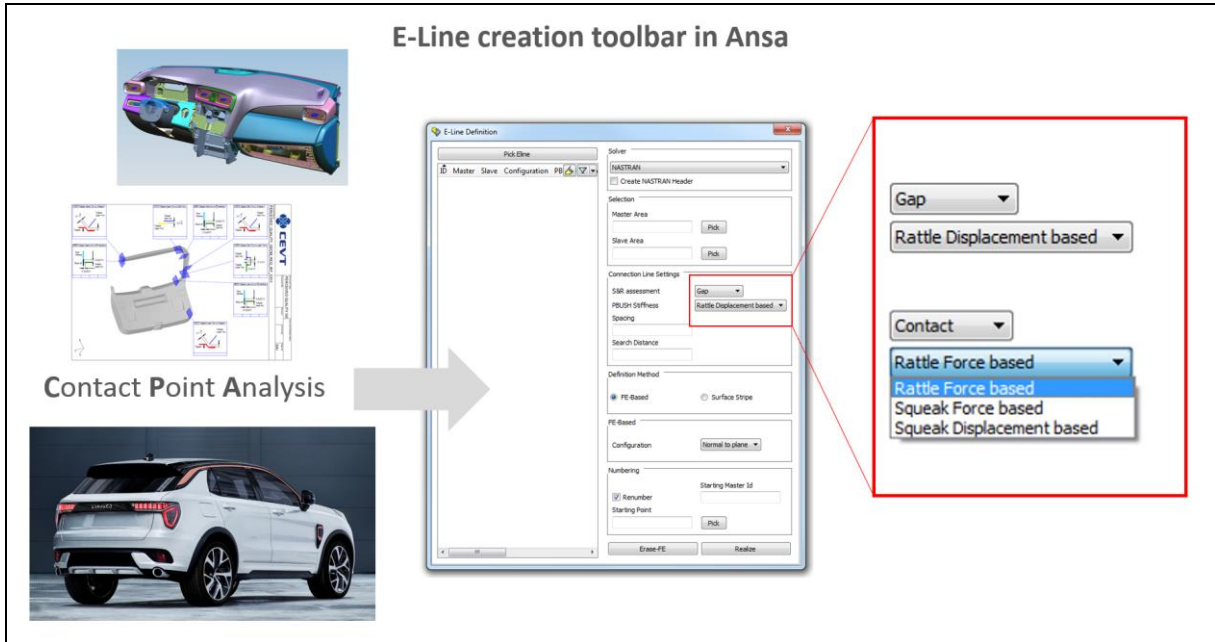 E-Line creation toolbar in Ansa
CEVT
Contact Point Analysis
E-Line Definition
Pick Eline
ID Master Slave Configuration PB
Solver
NASTRAN
Create NASTRAN Header
Selection
Master Area
Pick
Slave Area
Pick
Connection Line Settings
S&R assessment Gap
PBUSH Stiffness Rattle Displacement based
Spacing
Search Distance
Definition Method
FE-Based Surface Stripe
FE-Based
Configuration Normal to plane
Numbering
Starting Master Id
Renumber
Starting Point
Pick
Erase-FE Realize
Gap
Rattle Displacement based
Contact
Rattle Force based
Rattle Force based
Squeak Force based
Squeak Displacement based